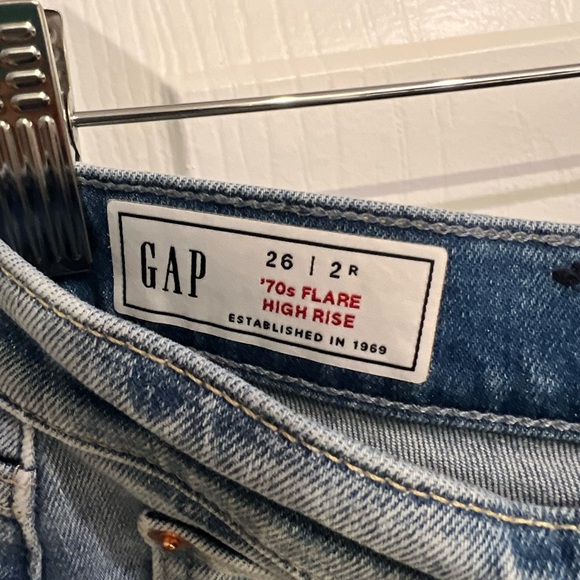 GAP
26 | 2R
'70s FLARE
HIGH RISE
ESTABLISHED IN 1969